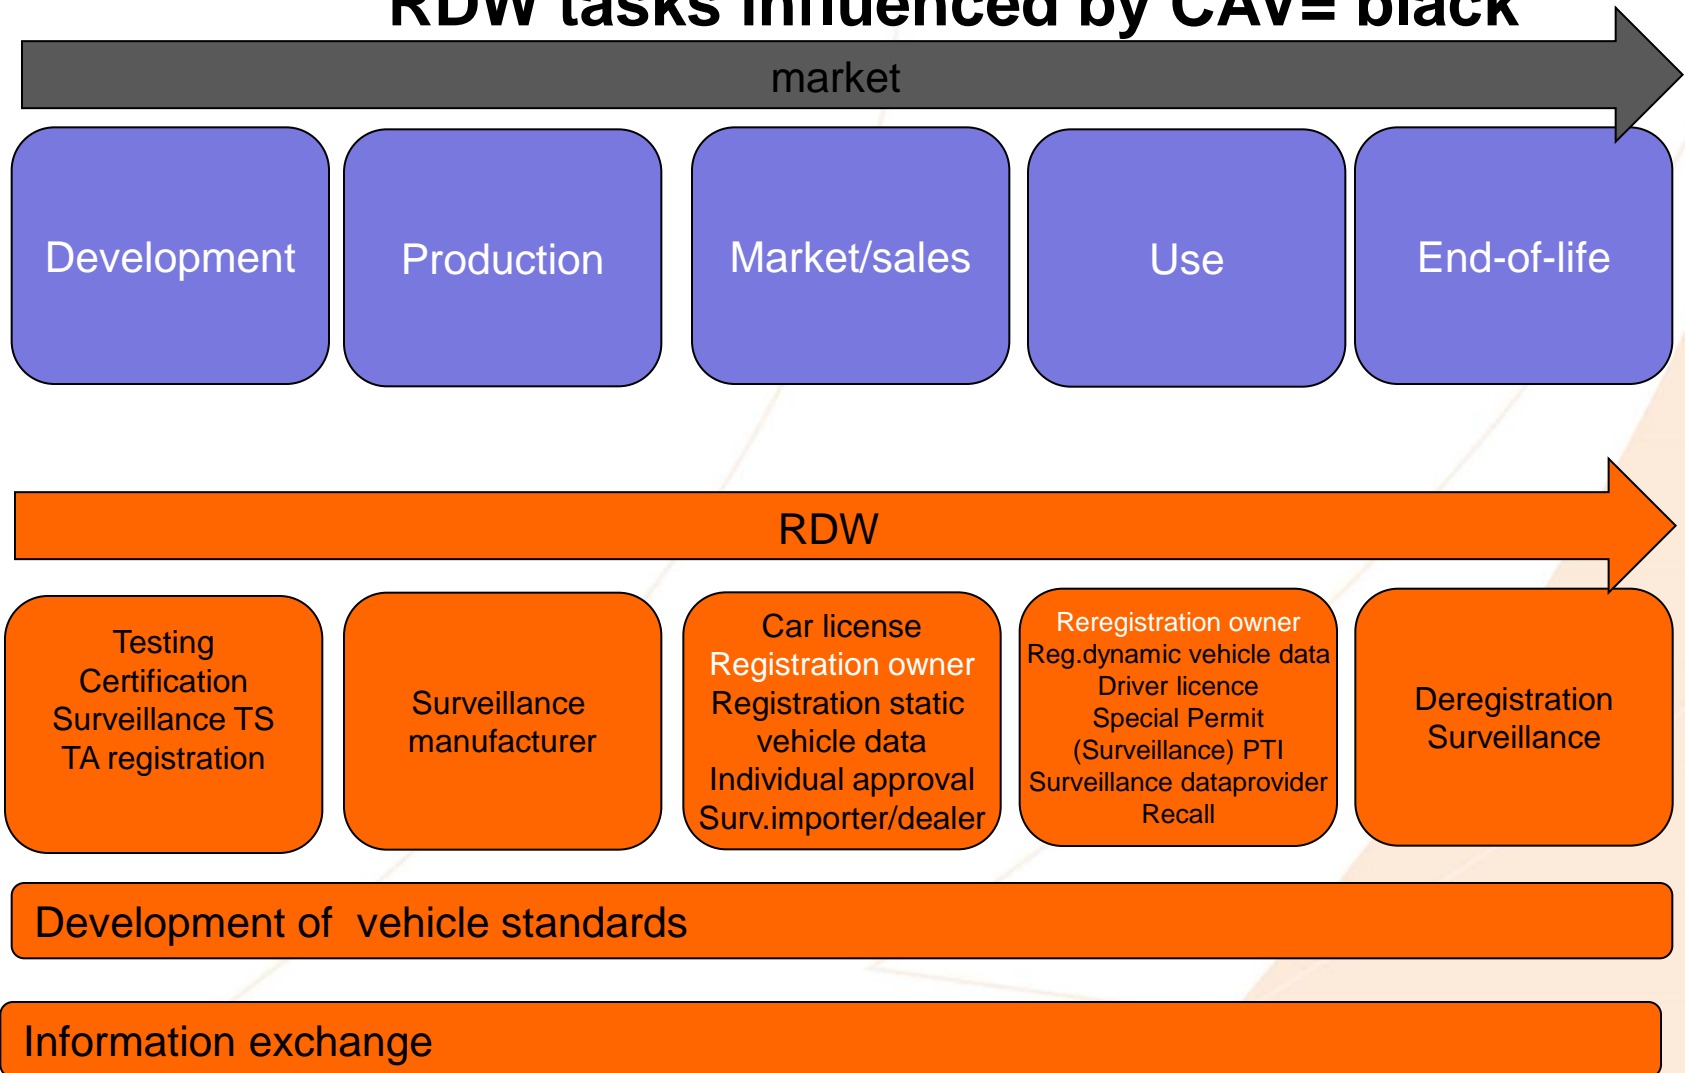 RDW tasks influenced by CAV= black
market
Development
Production
Market/sales
Use
End-of-life
RDW
Testing
Certification
Surveillance TS
TA registration
Surveillance
manufacturer
Car license
Registration owner
Registration static
vehicle data
Individual approval
Surv.importer/dealer
Reregistration owner
Reg.dynamic vehicle data
Driver licence
Special Permit
(Surveillance) PTI
Surveillance dataprovider
Recall
Deregistration
Surveillance
Development of  vehicle standards
Information exchange